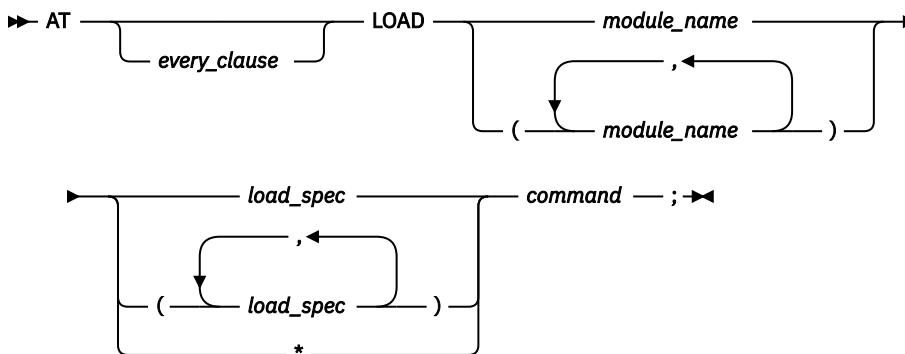 AT LOAD module_name
every_clause
,
( module_name )
load_spec command ;
,
( load_spec )
*